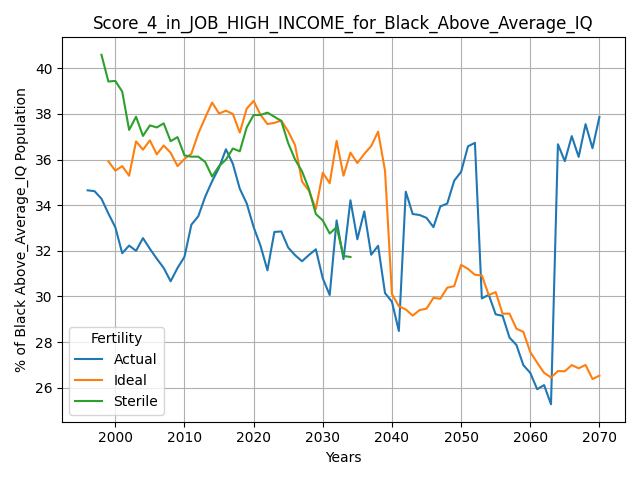 Score_4_in_JOB_HIGH_INCOME_for_Black_Above_Average_IQ
% of Black Above_Average_IQ Population
40
38
36
34
32
30
28
26
Fertility
Actual
Ideal
Sterile
2000 2010 2020 2030 2040 2050 2060 2070
Years